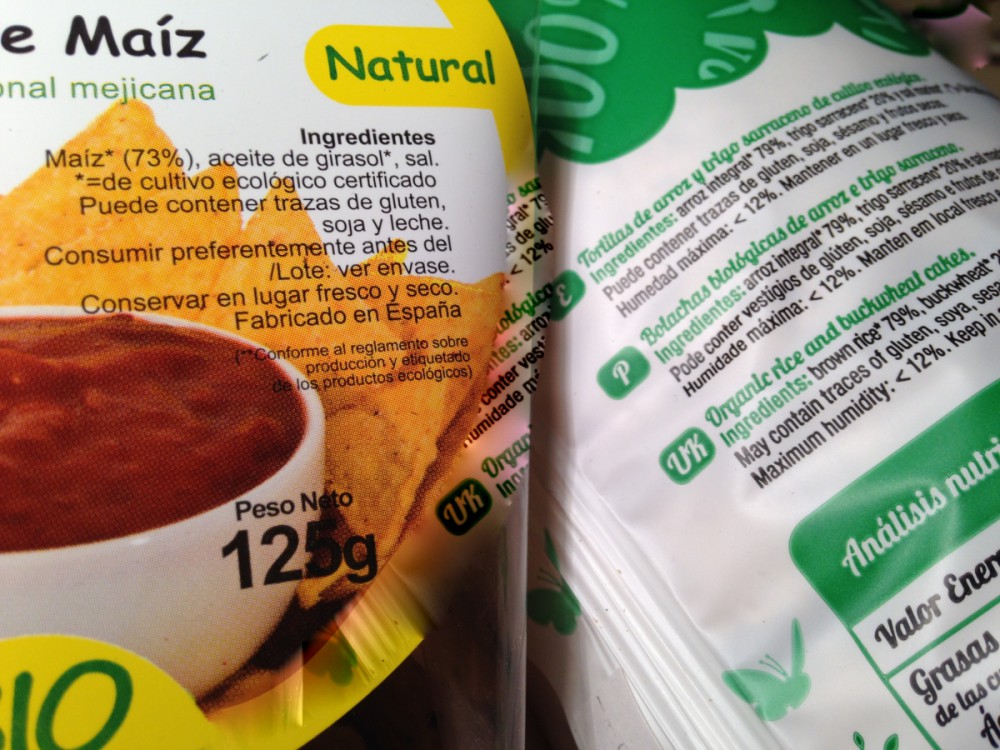 e Maíz
onal mejicana
Natural
Ingredientes
Maíz* (73%), aceite de girasol*, sal.
*=de cultivo ecológico certificado
Puede contener trazas de gluten,
soja y leche.
Consumir preferentemente antes del
/Lote: ver envase.
Conservar en lugar fresco y seco.
Fabricado en España
(**Conforme al reglamento sobre
producción y etiquetado
de los productos ecológicos)
Peso Neto
125g
BIO
100%
E
Tortitas de arroz y trigo sarraceno de cultivo ecológico.
Ingredientes: arroz integral* 79%, trigo sarraceno* 20% y sal marina.
Puede contener trazas de gluten, soja, sésamo y frutos secos.
Humedad máxima: < 12%. Mantener en un lugar fresco y seco.
P
Bolachas biológicas de arroz e trigo sarraceno.
Ingredientes: arroz integral* 79%, trigo sarraceno* 20% e sal
Pode conter vestígios de glúten, soja, sésamo e frutos
Humidade máxima: < 12%. Manten em local fresco
UK
Organic rice and buckwheat cakes.
Ingredients: brown rice* 79%, buckwheat*
May contain traces of gluten, soya,
Maximum humidity: < 12%. Keep in
Análisis nutri
Valor Ener
Grasas
de las cu
UK
Organ